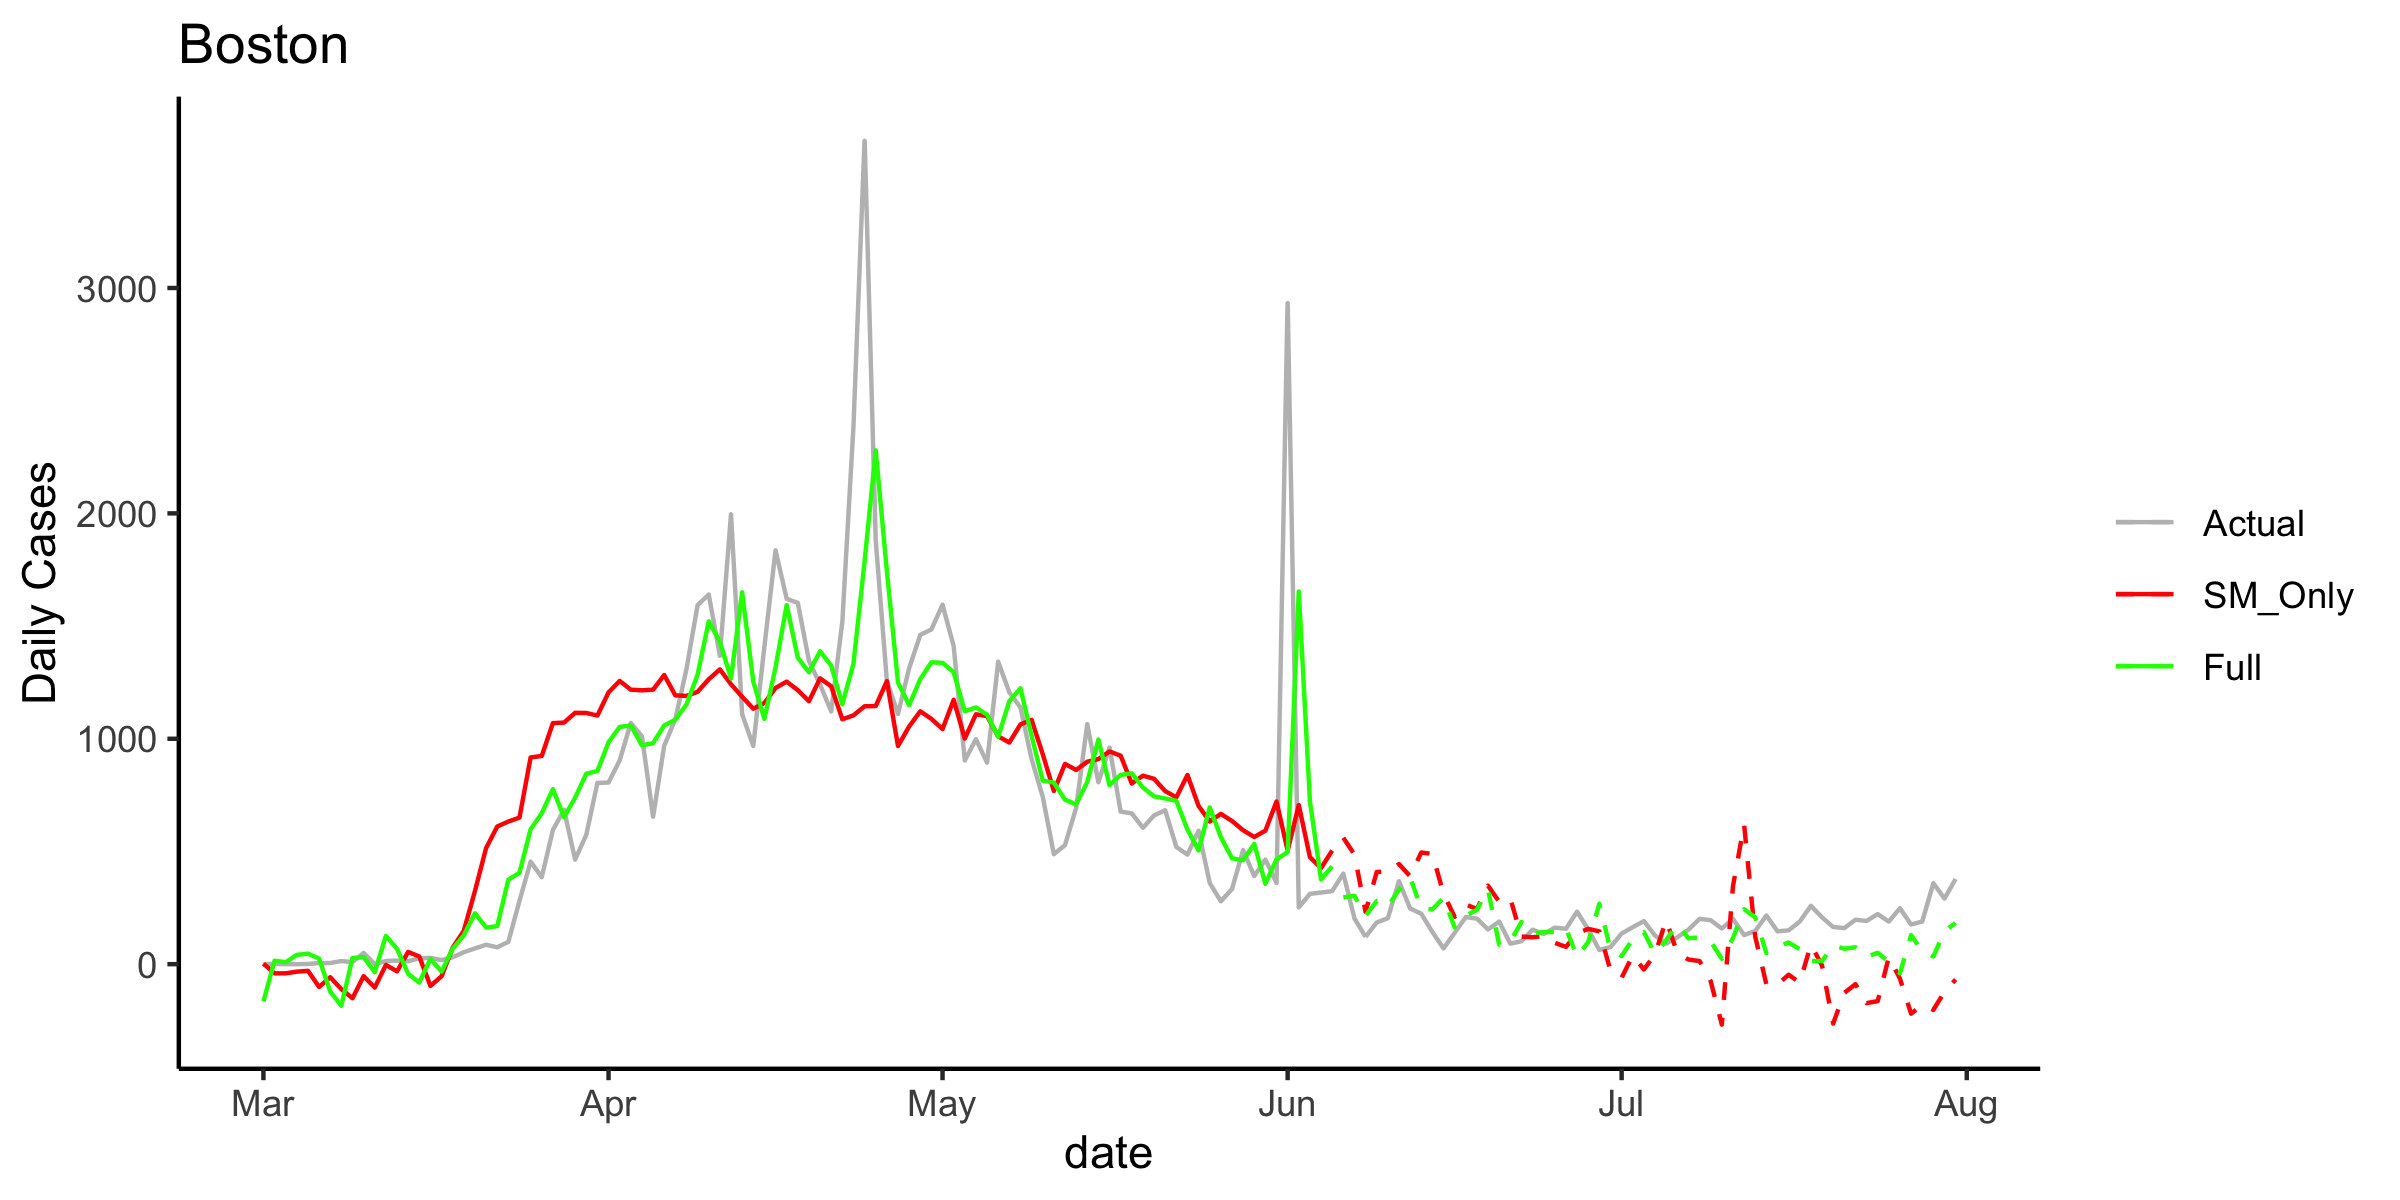 Boston
Daily Cases
3000
2000
1000
0
Mar Apr May Jun Jul Aug
date
Actual
SM_Only
Full